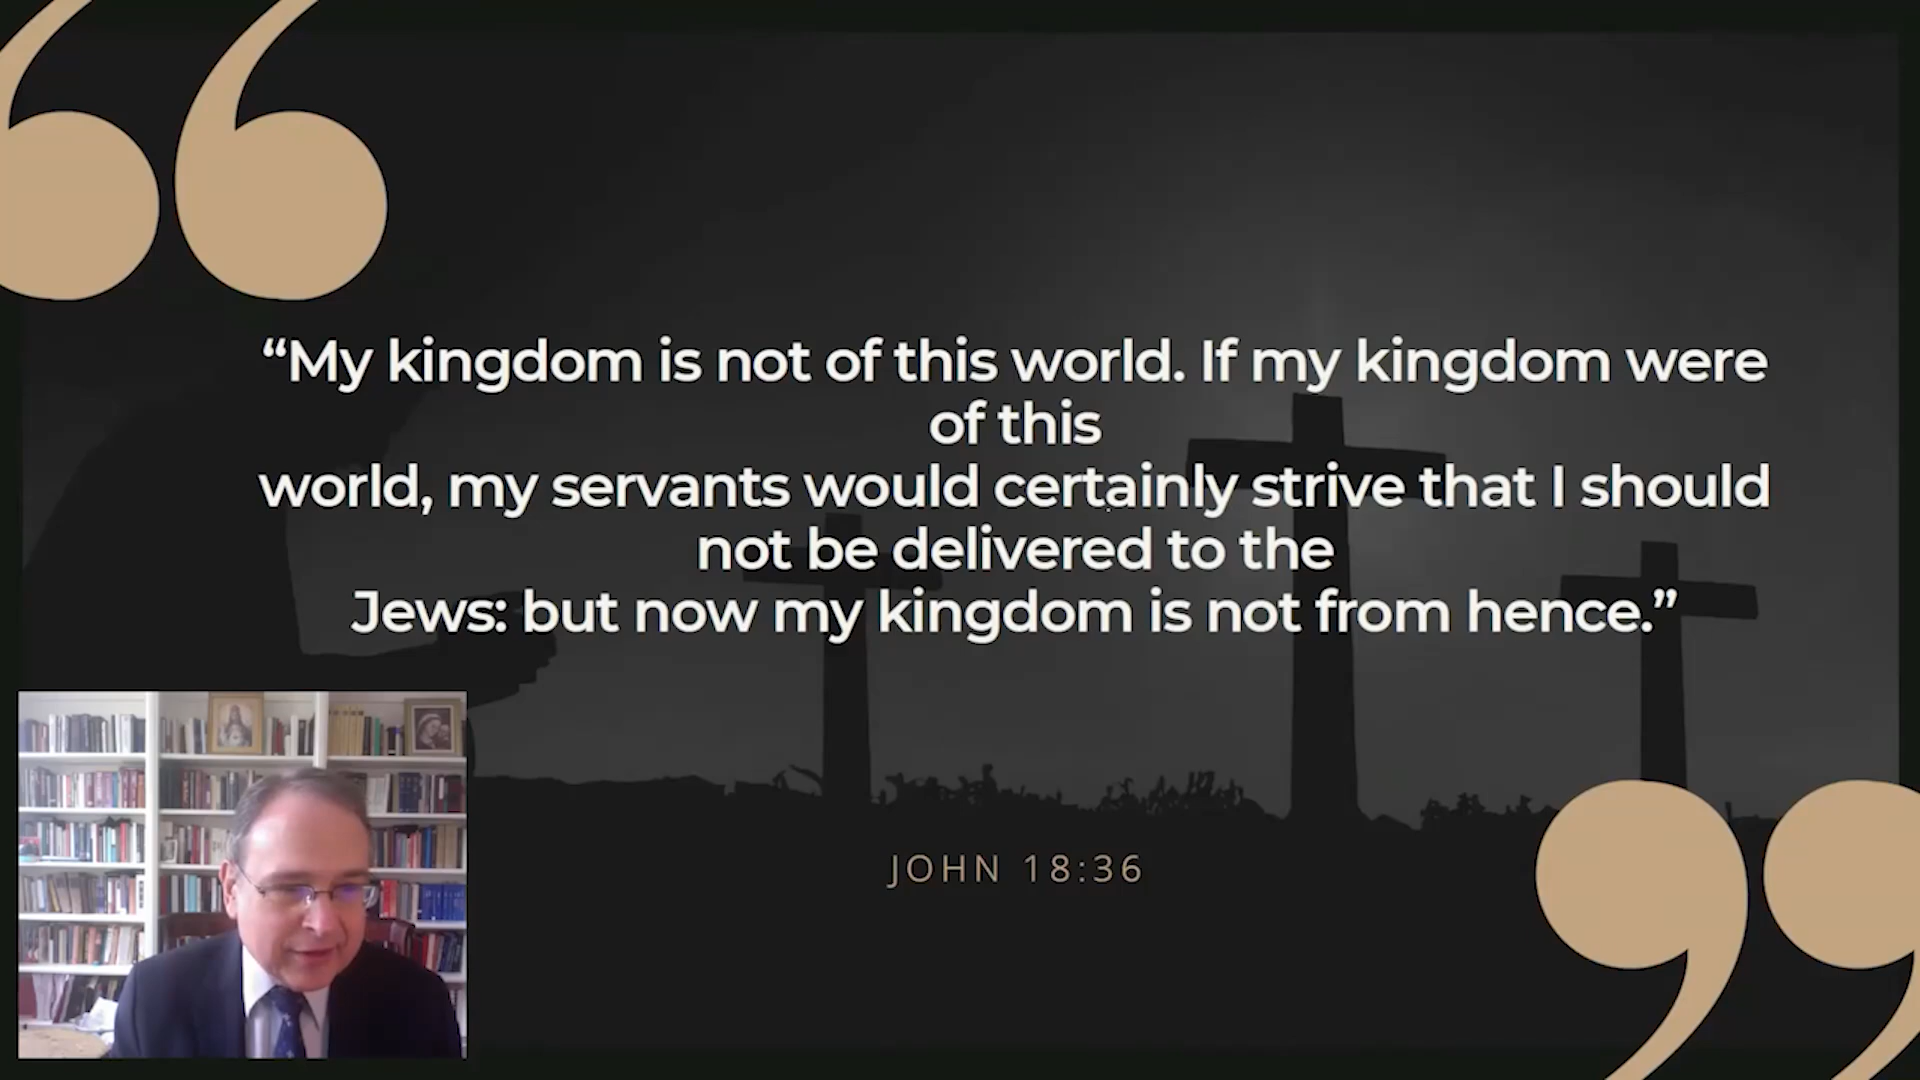 “My kingdom is not of this world. If my kingdom were
of this
world, my servants would certainly strive that I should
not be delivered to the
Jews: but now my kingdom is not from hence.”
JOHN 18:36